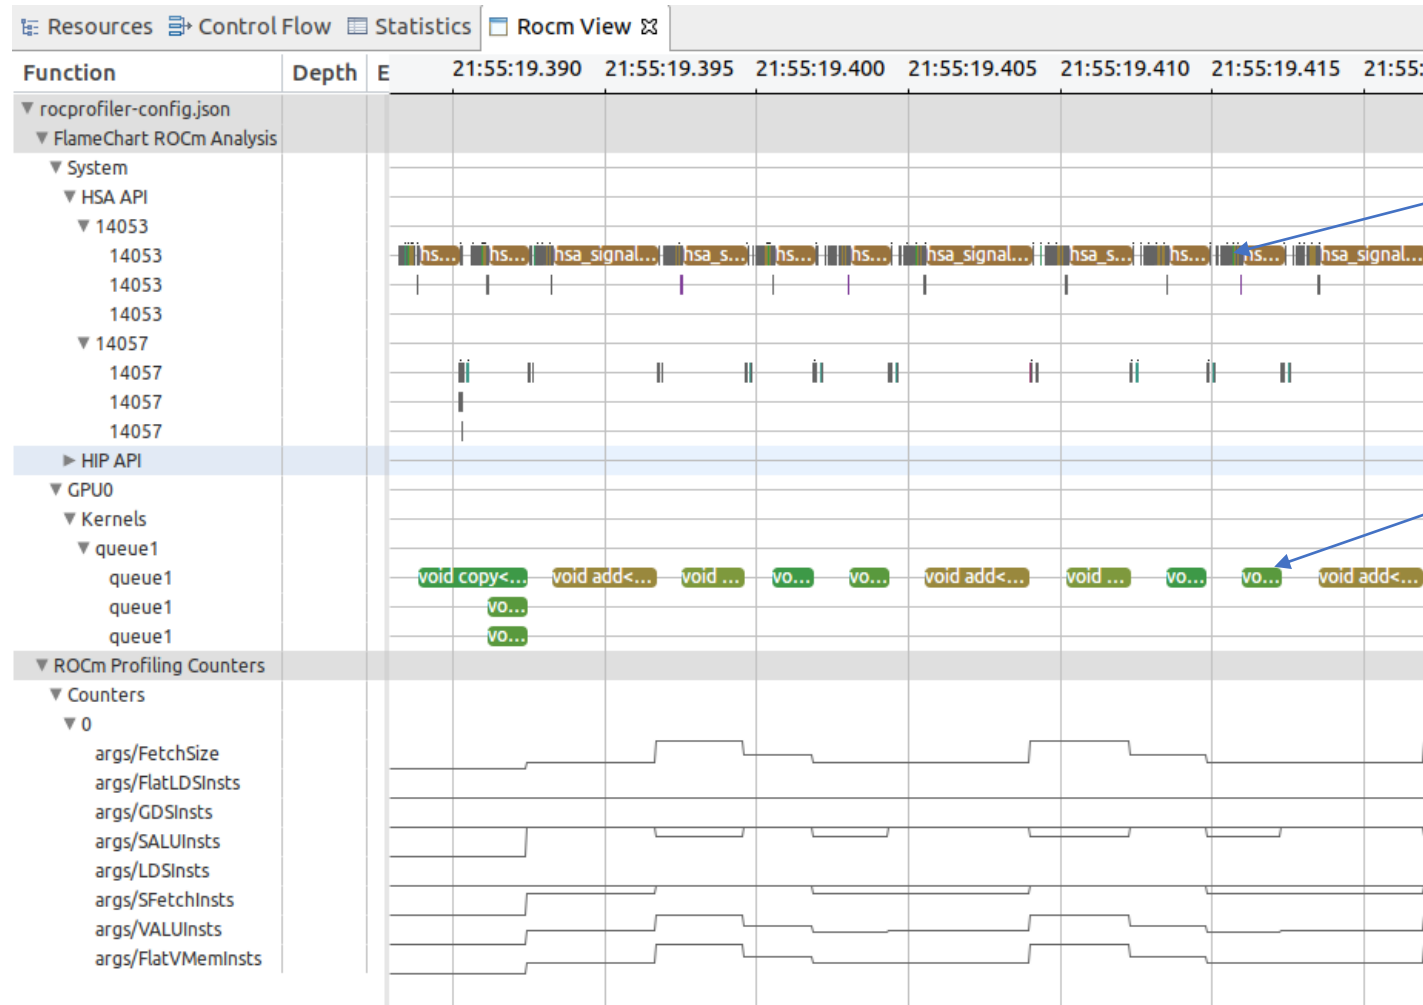 Resources Control Flow Statistics Rocm View
Function Depth E 21:55:19.390 21:55:19.395 21:55:19.400 21:55:19.405 21:55:19.410 21:55:19.415 21:55:
rocprofiler-config.json
FlameChart ROCm Analysis
System
HSA API
14053
14053 hs... hs... hsa_signal... hsa_s... hs... hs... hsa_signal... hsa_s... hs... hs... hsa_signal...
14053
14053
14057
14057
14057
14057
HIP API
GPU0
Kernels
queue1
queue1 void copy<... void add<... void ... vo... vo... void add<... void ... vo... vo... void add<...
queue1 vo...
queue1 vo...
ROCm Profiling Counters
Counters
0
args/FetchSize
args/FlatLDSInsts
args/GDSInsts
args/SALUInsts
args/LDSInsts
args/SFetchInsts
args/VALUInsts
args/FlatVMemInsts